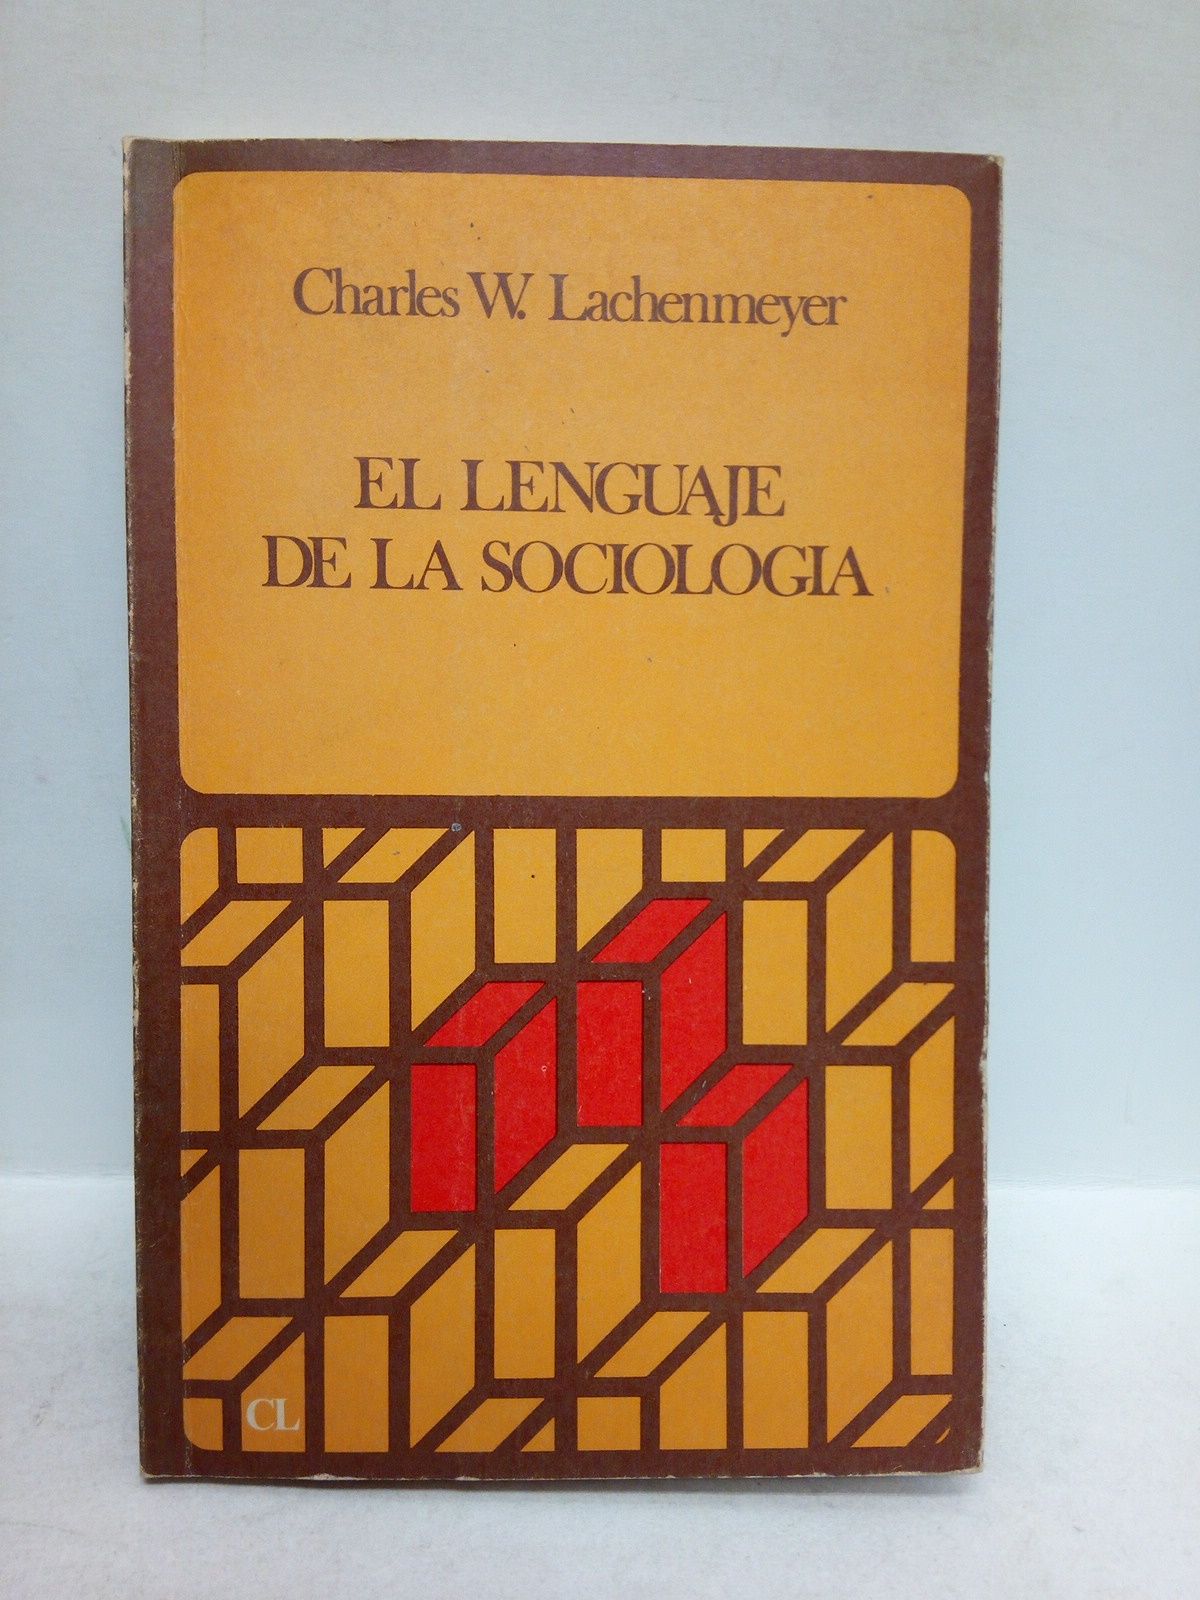 Charles W. Lachenmeyer
EL LENGUAJE
DE LA SOCIOLOGIA
CL